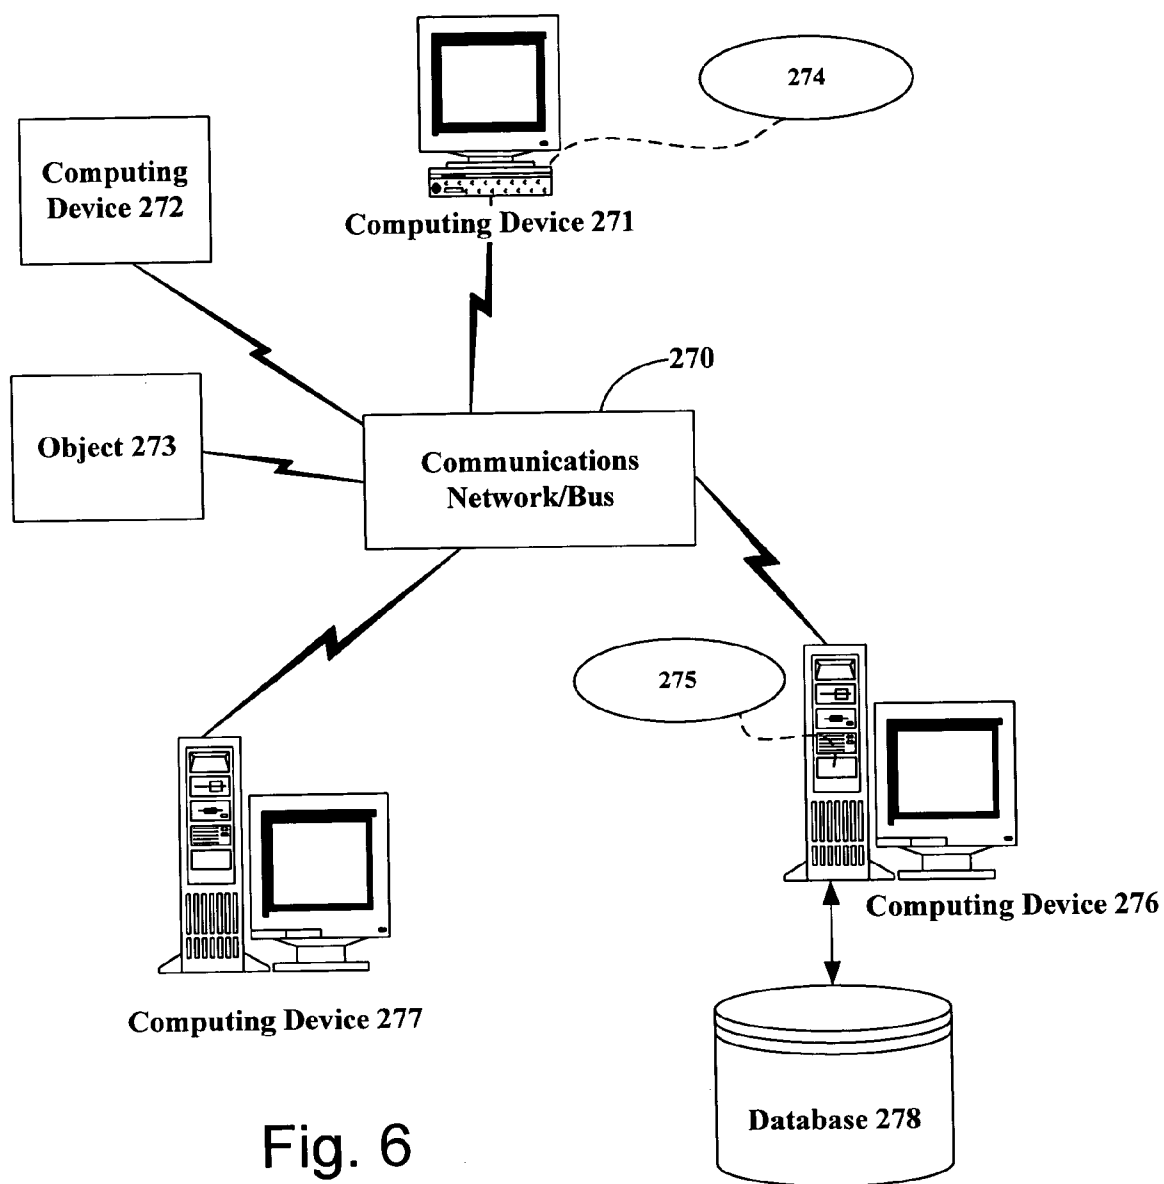 274
Computing
Device 272
Computing Device 271
270
Object 273
Communications
Network/Bus
275
Computing Device 276
Computing Device 277
Database 278
Fig. 6